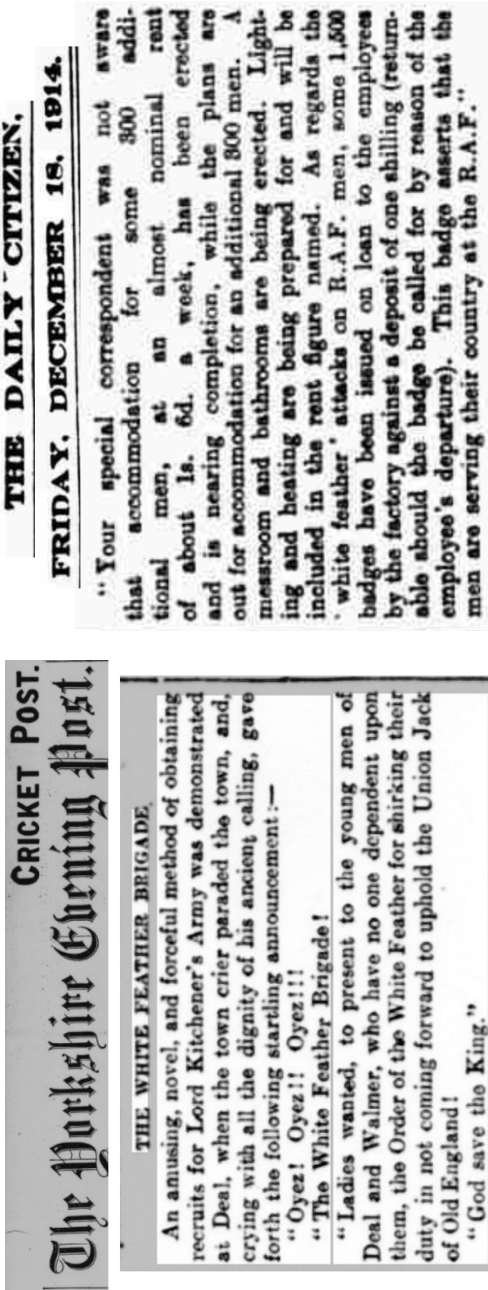 THE DAILY CITIZEN,
FRIDAY, DECEMBER 18, 1914.
"Your special correspondent was not aware
that accommodation for some 300 addi-
tional men, at an almost nominal rent
of about 1s. 6d. a week, has been erected
and is nearing completion, while the plans are
out for accommodation for an additional 300 men. A
messroom and bathrooms are being erected. Light-
ing and heating are being prepared for and will be
included in the rent figure named. As regards the
'white feather' attacks on R.A.F. men, some 1,500
badges have been issued on loan to the employees
by the factory against a deposit of one shilling (return-
able should the badge be called for by reason of the
employee's departure). This badge asserts that the
men are serving their country at the R.A.F."
CRICKET POST.
The Yorkshire Evening Post.
THE WHITE FEATHER BRIGADE.
An amusing, novel, and forceful method of obtaining
recruits for Lord Kitchener's Army was demonstrated
at Deal, when the town crier paraded the town, and,
crying with all the dignity of his ancient calling, gave
forth the following startling announcement:—
"Oyez! Oyez!! Oyez!!!
"The White Feather Brigade!
"Ladies wanted, to present to the young men of
Deal and Walmer, who have no one dependent upon
them, the Order of the White Feather for shirking their
duty in not coming forward to uphold the Union Jack
of Old England!
"God save the King."